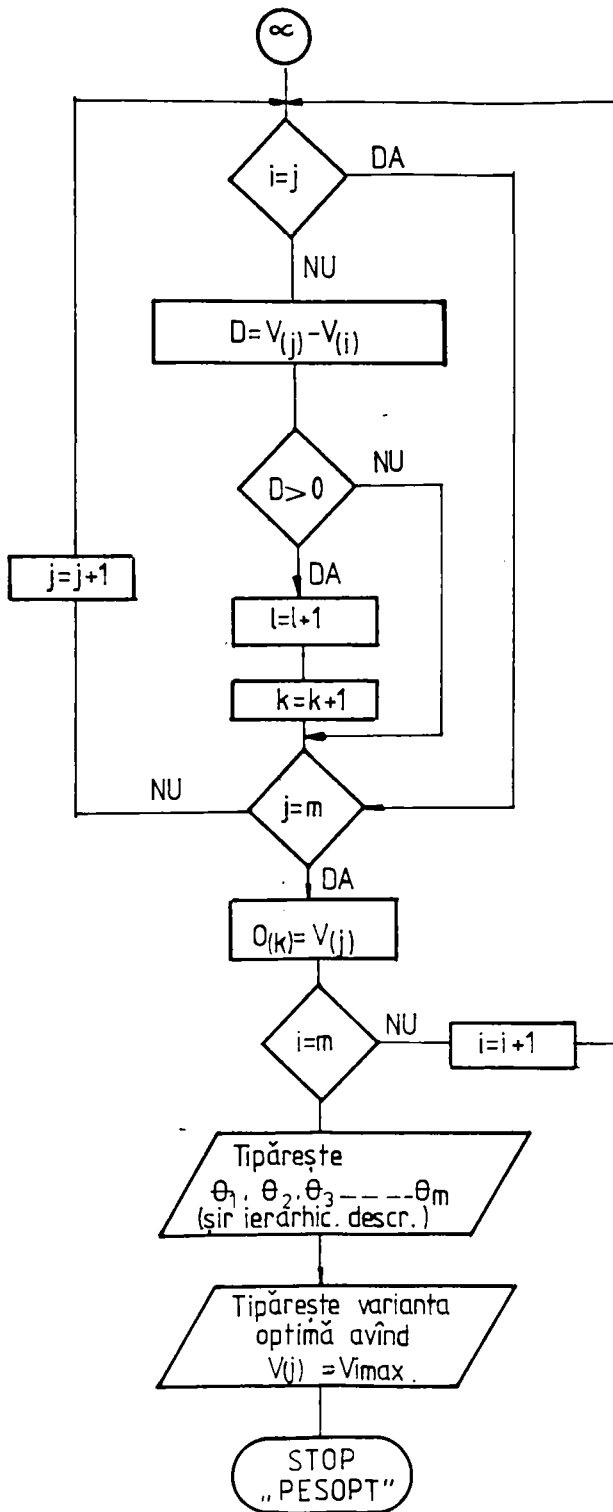 ∝
i=j
DA
NU
D=V(j)-V(i)
D>0
NU
DA
j=j+1
l=l+1
k=k+1
NU
j=m
DA
O(k)=V(j)
i=m
NU
i=i+1
Tipărește
θ1, θ2, θ3 ---- θm
(șir ierarhic. descr.)
Tipărește varianta
optimă avînd
V(j) = Vimax.
STOP
„PESOPT"